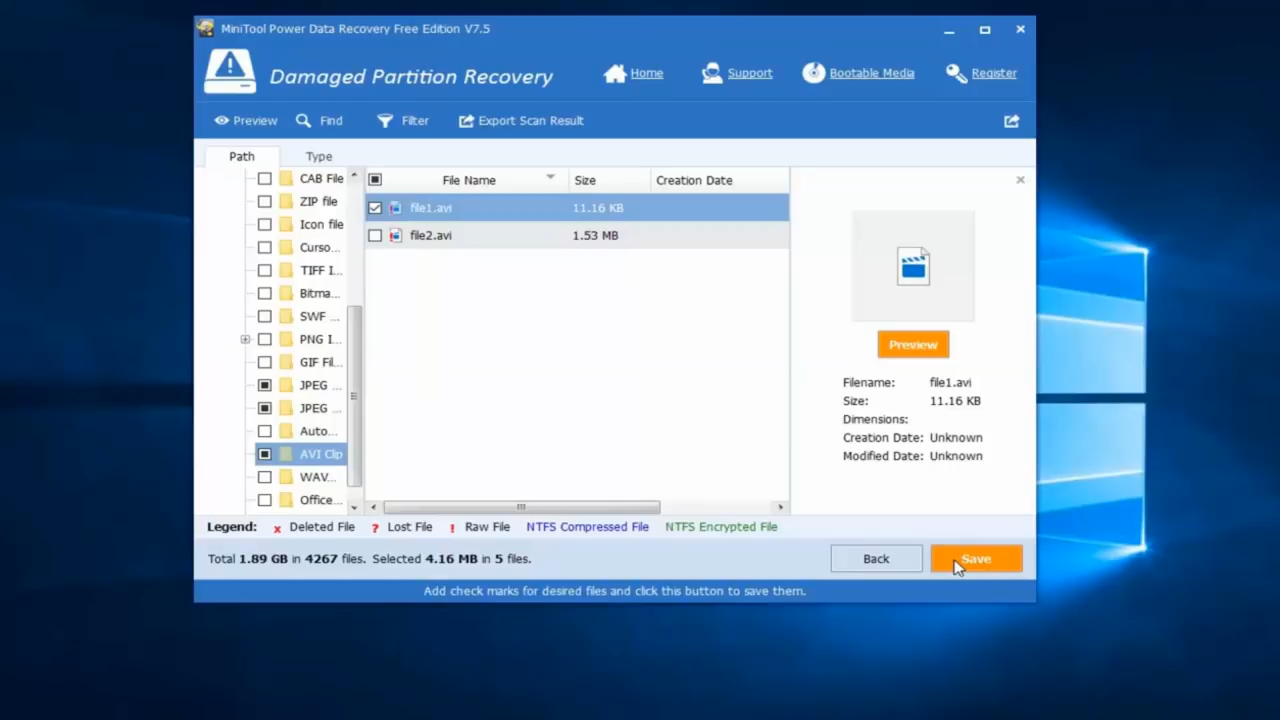 MiniTool Power Data Recovery Free Edition V7.5
Damaged Partition Recovery
Home
Support
Bootable Media
Register
Preview
Find
Filter
Export Scan Result
Path
Type
CAB File
ZIP file
Icon file
Curso...
TIFF I...
Bitma...
SWF ...
PNG I...
GIF Fil...
JPEG ...
JPEG ...
Auto...
AVI Clip
WAV...
Office...
File Name Size Creation Date
file1.avi 11.16 KB
file2.avi 1.53 MB
Preview
Filename: file1.avi
Size: 11.16 KB
Dimensions:
Creation Date: Unknown
Modified Date: Unknown
Legend: x Deleted File ? Lost File ! Raw File NTFS Compressed File NTFS Encrypted File
Total 1.89 GB in 4267 files. Selected 4.16 MB in 5 files.
Back
Save
Add check marks for desired files and click this button to save them.